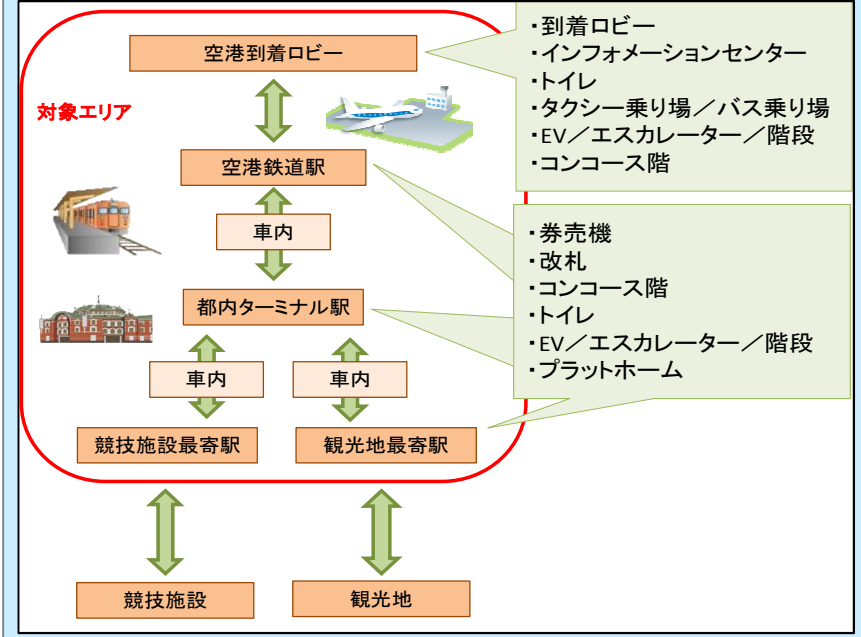 空港到着ロビー
対象エリア
空港鉄道駅
車内
都内ターミナル駅
車内
車内
競技施設最寄駅
観光地最寄駅
競技施設
観光地
・到着ロビー
・インフォメーションセンター
・トイレ
・タクシー乗り場／バス乗り場
・EV／エスカレーター／階段
・コンコース階
・券売機
・改札
・コンコース階
・トイレ
・EV／エスカレーター／階段
・プラットホーム